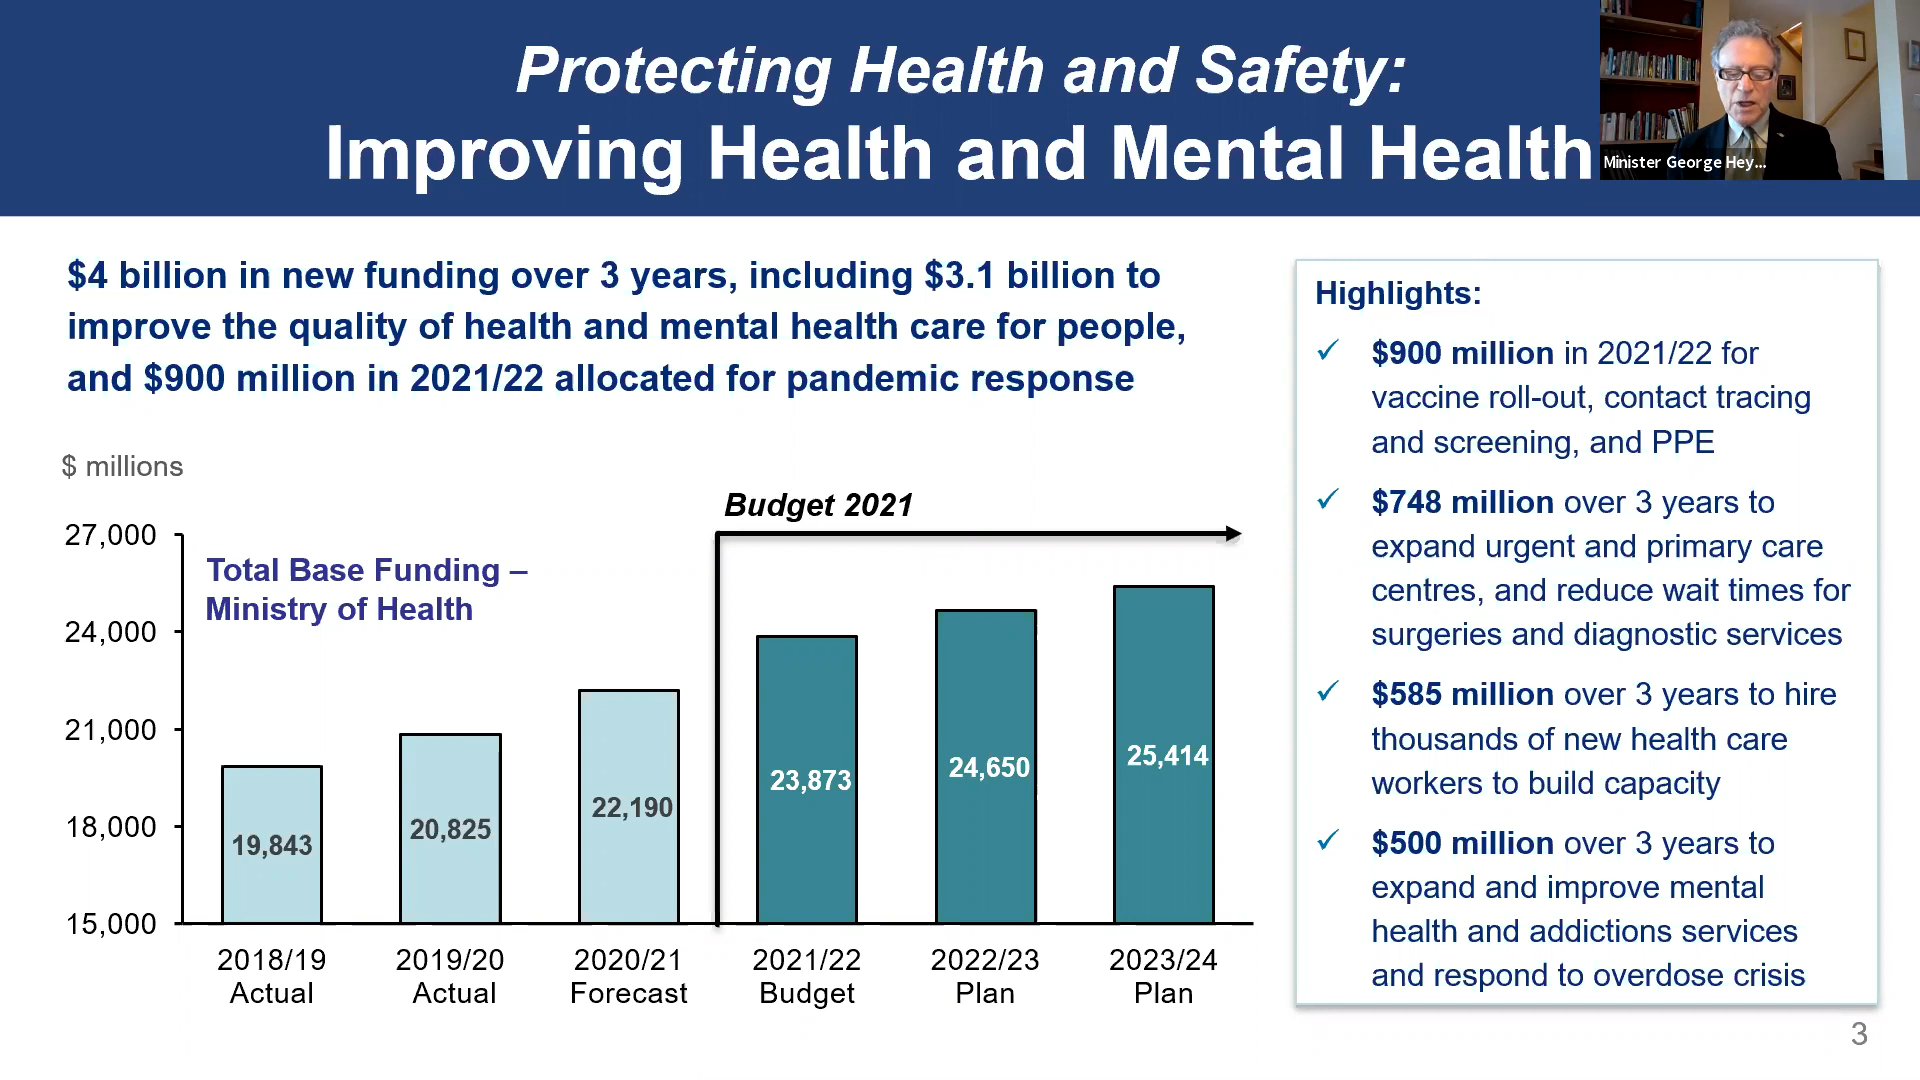 Protecting Health and Safety:
Improving Health and Mental Health
Minister George Hey...
$4 billion in new funding over 3 years, including $3.1 billion to
improve the quality of health and mental health care for people,
and $900 million in 2021/22 allocated for pandemic response
$ millions
Budget 2021
27,000
24,000
21,000
18,000
15,000
Total Base Funding –
Ministry of Health
19,843
20,825
22,190
23,873
24,650
25,414
2018/19
Actual
2019/20
Actual
2020/21
Forecast
2021/22
Budget
2022/23
Plan
2023/24
Plan
Highlights:
$900 million in 2021/22 for
vaccine roll-out, contact tracing
and screening, and PPE
$748 million over 3 years to
expand urgent and primary care
centres, and reduce wait times for
surgeries and diagnostic services
$585 million over 3 years to hire
thousands of new health care
workers to build capacity
$500 million over 3 years to
expand and improve mental
health and addictions services
and respond to overdose crisis
3